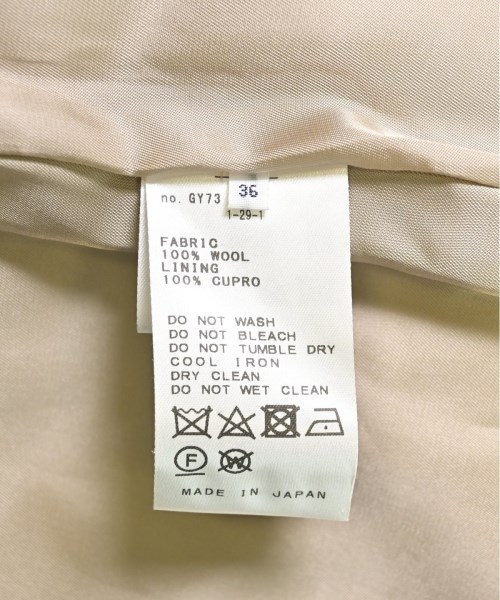 no. GY73 36
1-29-1
FABRIC
100% WOOL
LINING
100% CUPRO
DO NOT WASH
DO NOT BLEACH
DO NOT TUMBLE DRY
COOL IRON
DRY CLEAN
DO NOT WET CLEAN
F W
MADE IN JAPAN